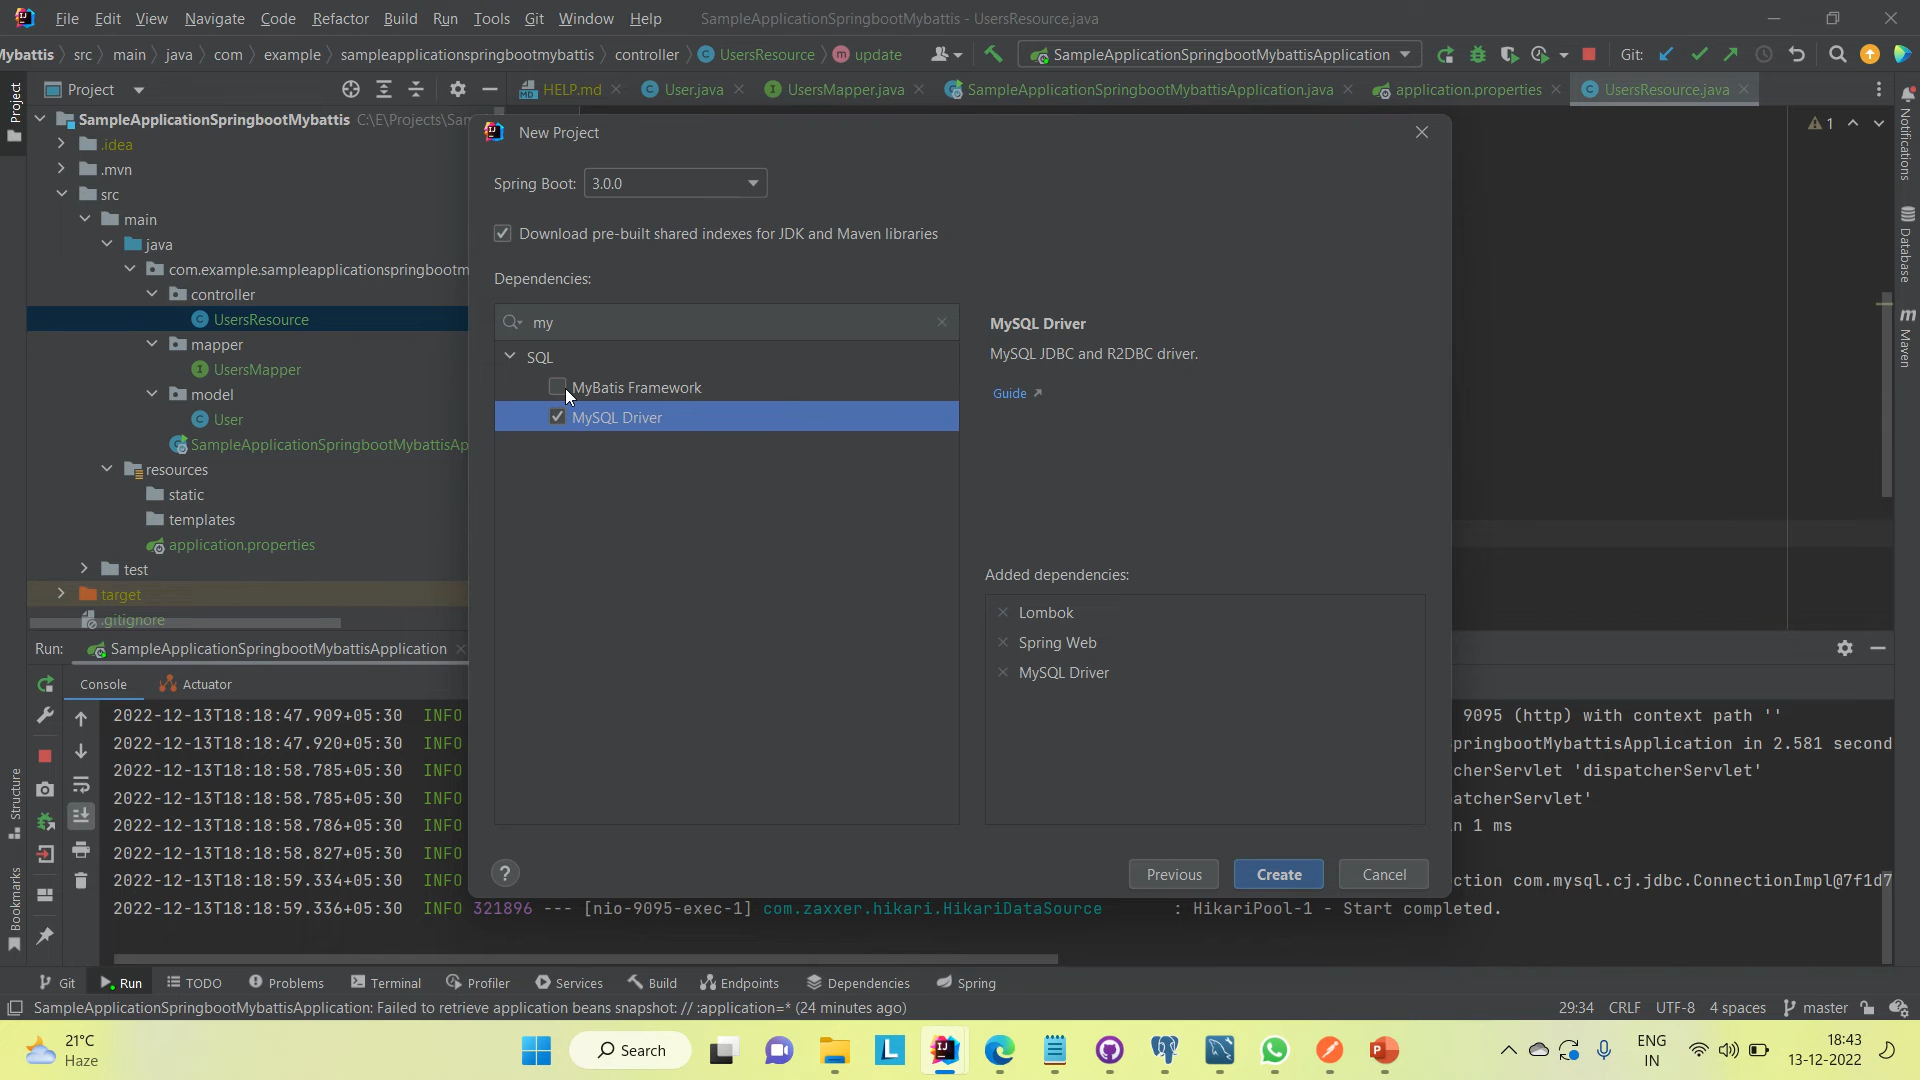 File Edit View Navigate Code Refactor Build Run Tools Git Window Help SampleApplicationSpringbootMybattis - UsersResource.java
Mybattis src main java com example sampleapplicationspringbootmybattis controller UsersResource update SampleApplicationSpringbootMybattisApplication Git:
Project HELP.md User.java UsersMapper.java SampleApplicationSpringbootMybattisApplication.java application.properties UsersResource.java
Project
SampleApplicationSpringbootMybattis C:\E\Projects\Sam
.idea
.mvn
src
main
java
com.example.sampleapplicationspringbootm
controller
UsersResource
mapper
UsersMapper
model
User
SampleApplicationSpringbootMybattisAp
resources
static
templates
application.properties
test
target
.gitignore
1
Notifications
Database
Maven
New Project
Spring Boot: 3.0.0
Download pre-built shared indexes for JDK and Maven libraries
Dependencies:
my
SQL
MyBatis Framework
MySQL Driver
MySQL Driver
MySQL JDBC and R2DBC driver.
Guide
Added dependencies:
Lombok
Spring Web
MySQL Driver
? Previous Create Cancel
Run: SampleApplicationSpringbootMybattisApplication
Console Actuator
2022-12-13T18:18:47.909+05:30 INFO 9095 (http) with context path ''
2022-12-13T18:18:47.920+05:30 INFO pringbootMybattisApplication in 2.581 second
2022-12-13T18:18:58.785+05:30 INFO cherServlet 'dispatcherServlet'
2022-12-13T18:18:58.785+05:30 INFO atcherServlet'
2022-12-13T18:18:58.786+05:30 INFO n 1 ms
2022-12-13T18:18:58.827+05:30 INFO
2022-12-13T18:18:59.334+05:30 INFO ction com.mysql.cj.jdbc.ConnectionImpl@7f1d7
2022-12-13T18:18:59.336+05:30 INFO 321896 --- [nio-9095-exec-1] com.zaxxer.hikari.HikariDataSource : HikariPool-1 - Start completed.
Structure
Bookmarks
Git Run TODO Problems Terminal Profiler Services Build Endpoints Dependencies Spring
SampleApplicationSpringbootMybattisApplication: Failed to retrieve application beans snapshot: // :application=* (24 minutes ago) 29:34 CRLF UTF-8 4 spaces master
21°C
Haze
Search
ENG
IN
18:43
13-12-2022